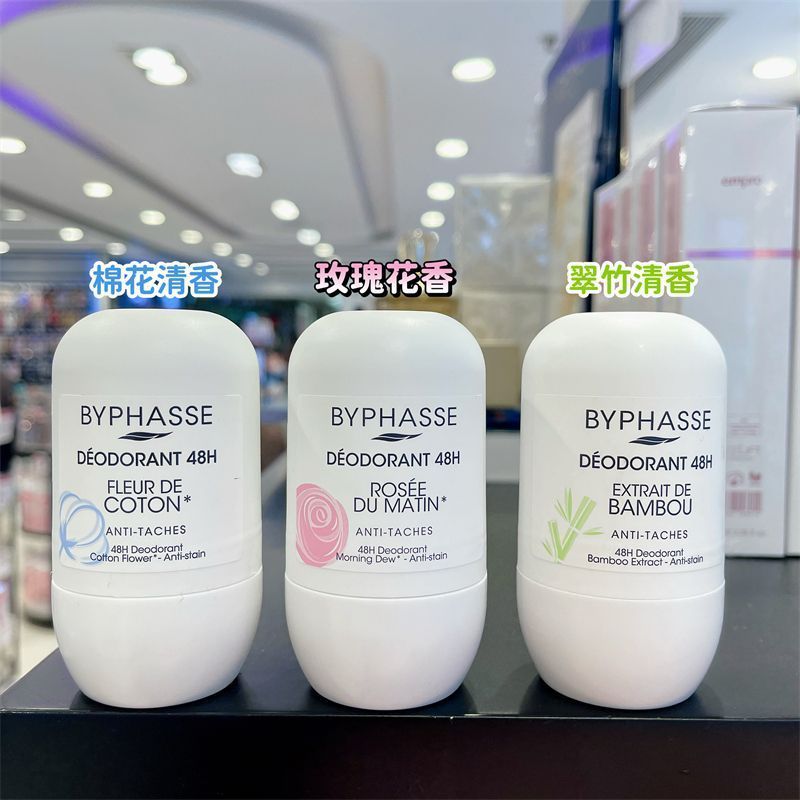 棉花清香
玫瑰花香
翠竹清香
BYPHASSE
DÉODORANT 48H
FLEUR DE
COTON*
ANTI-TACHES
48H Deodorant
Cotton Flower* - Anti-stain
BYPHASSE
DÉODORANT 48H
ROSÉE
DU MATIN*
ANTI-TACHES
48H Deodorant
Morning Dew* - Anti-stain
BYPHASSE
DÉODORANT 48H
EXTRAIT DE
BAMBOU
ANTI-TACHES
48H Deodorant
Bamboo Extract - Anti-stain
empro